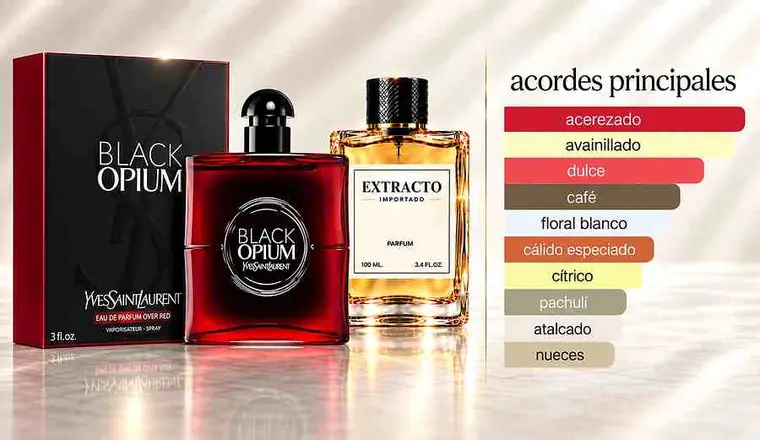 BLACK
OPIUM
YVESSAINTLAURENT
EAU DE PARFUM OVER RED
VAPORISATEUR - SPRAY
3 fl.oz.
BLACK
OPIUM
YVESSAINTLAURENT
EXTRACTO
IMPORTADO
PARFUM
100 ML.
3.4 FL.OZ.
acordes principales
acerezado
avainillado
dulce
café
floral blanco
cálido especiado
cítrico
pachulí
atalcado
nueces